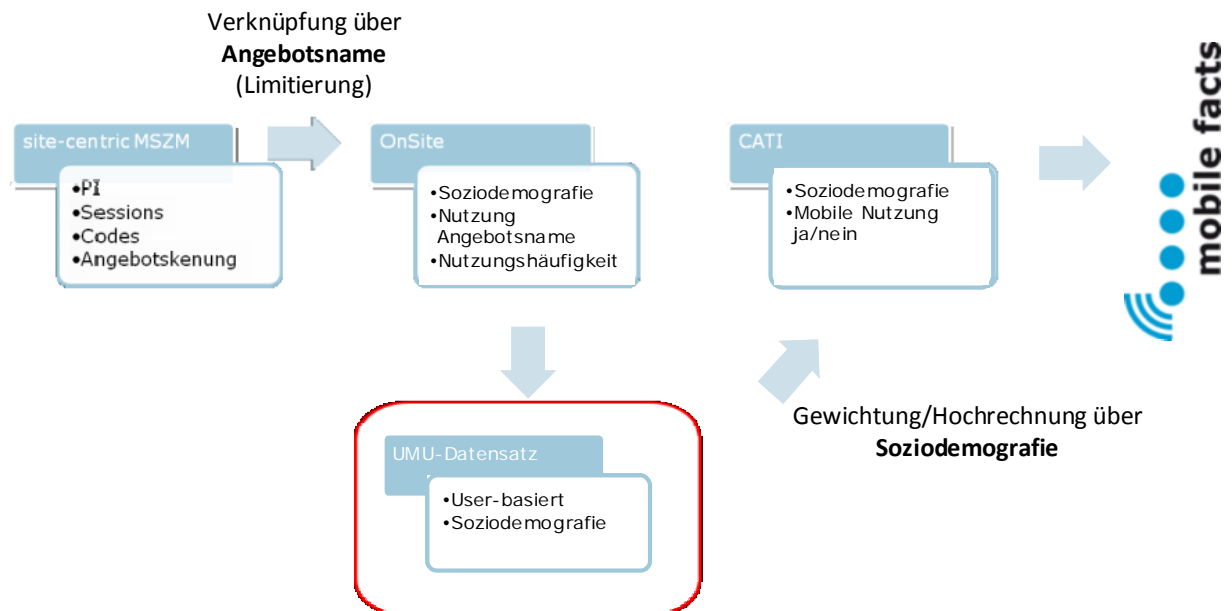 Verknüpfung über
Angebotsname
(Limitierung)
site-centric MSZM
•PI
•Sessions
•Codes
•Angebotskenung
OnSite
•Soziodemografie
•Nutzung
Angebotsname
•Nutzungshäufigkeit
CATI
•Soziodemografie
•Mobile Nutzung
ja/nein
mobile facts
UMU-Datensatz
•User-basiert
•Soziodemografie
Gewichtung/Hochrechnung über
Soziodemografie